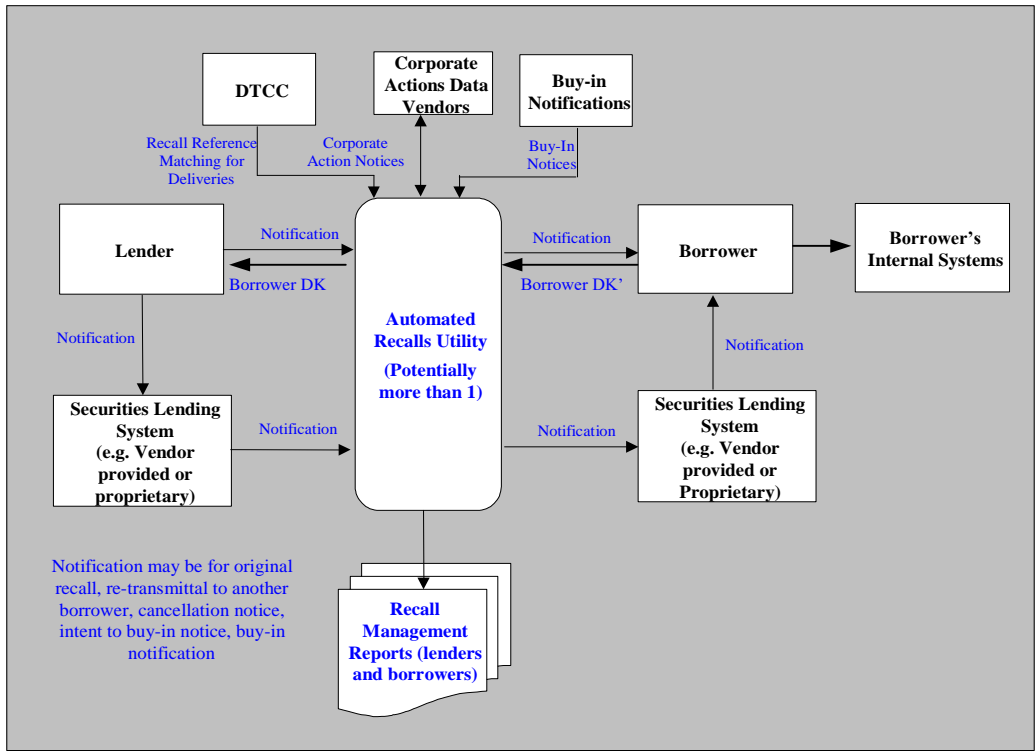 DTCC
Corporate
Actions Data
Vendors
Buy-in
Notifications
Recall Reference
Matching for
Deliveries
Corporate
Action Notices
Buy-In
Notices
Lender
Notification
Borrower DK
Notification
Borrower DK’
Borrower
Borrower’s
Internal Systems
Automated
Recalls Utility
(Potentially
more than 1)
Notification
Notification
Securities Lending
System
(e.g. Vendor
provided or
proprietary)
Notification
Notification
Securities Lending
System
(e.g. Vendor
provided or
Proprietary)
Notification may be for original
recall, re-transmittal to another
borrower, cancellation notice,
intent to buy-in notice, buy-in
notification
Recall
Management
Reports (lenders
and borrowers)